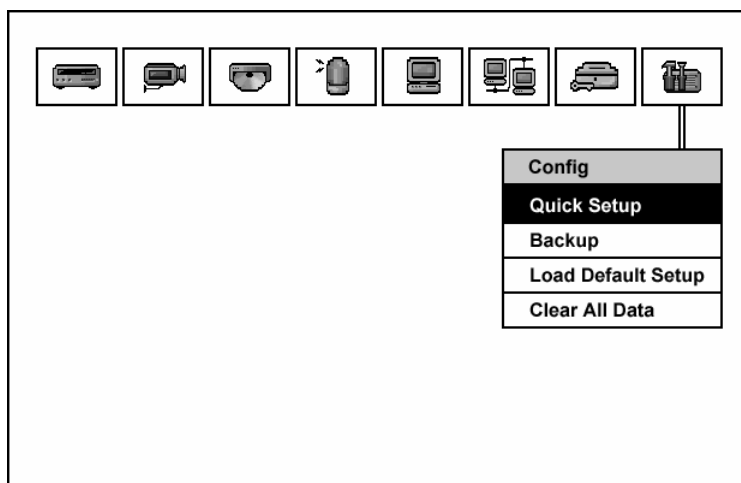 Config
Quick Setup
Backup
Load Default Setup
Clear All Data